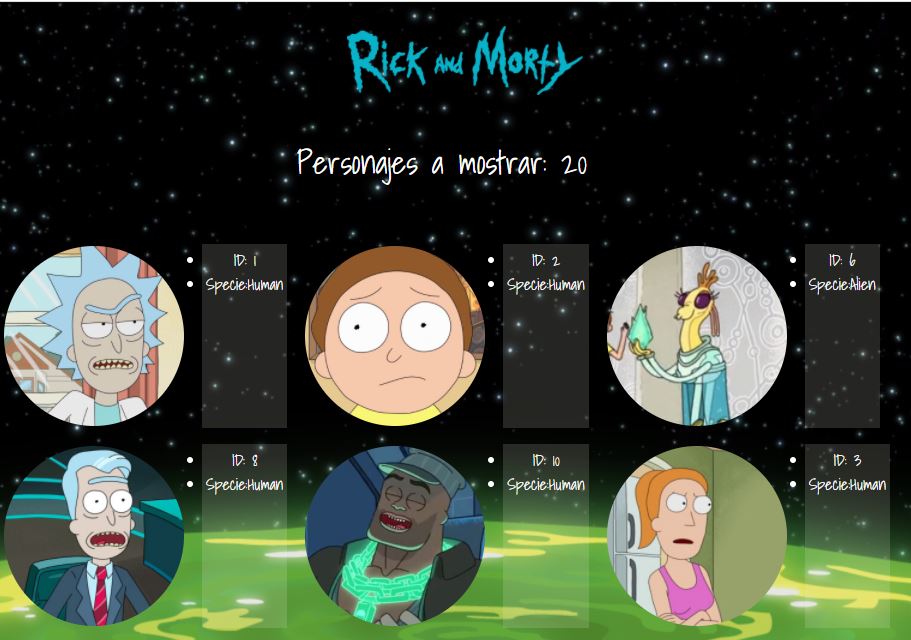 Rick and Morty
Personajes a mostrar: 20
ID: 1
Specie:Human
ID: 2
Specie:Human
ID: 6
Specie:Alien
ID: 8
Specie:Human
ID: 10
Specie:Human
ID: 3
Specie:Human